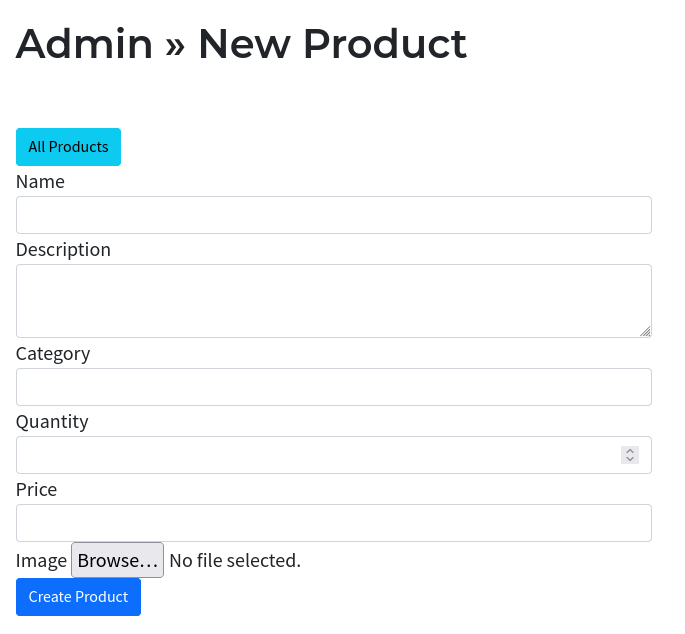 Admin » New Product
All Products
Name
Description
Category
Quantity
Price
Image Browse... No file selected.
Create Product